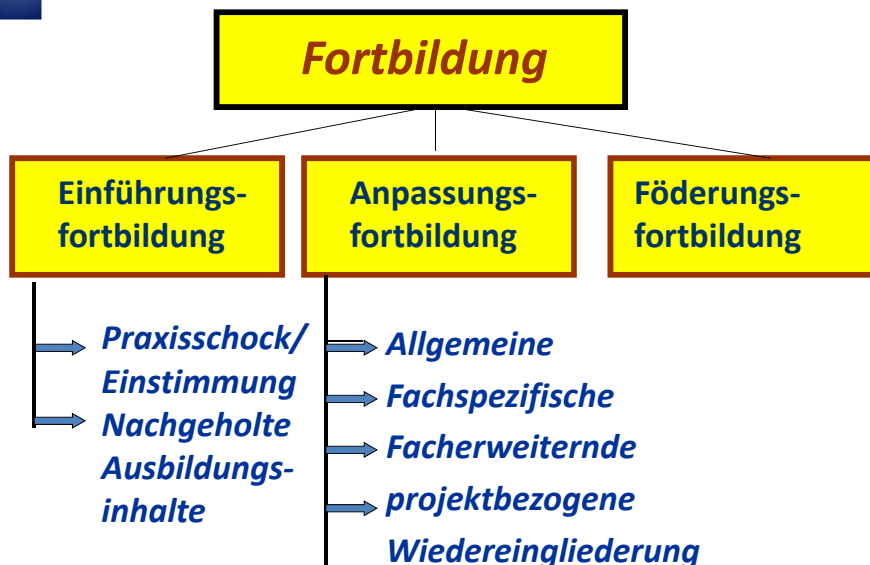 Fortbildung
Einführungs-
fortbildung
Anpassungs-
fortbildung
Föderungs-
fortbildung
Praxisschock/
Einstimmung
Nachgeholte
Ausbildungs-
inhalte
Allgemeine
Fachspezifische
Facherweiternde
projektbezogene
Wiedereingliederung